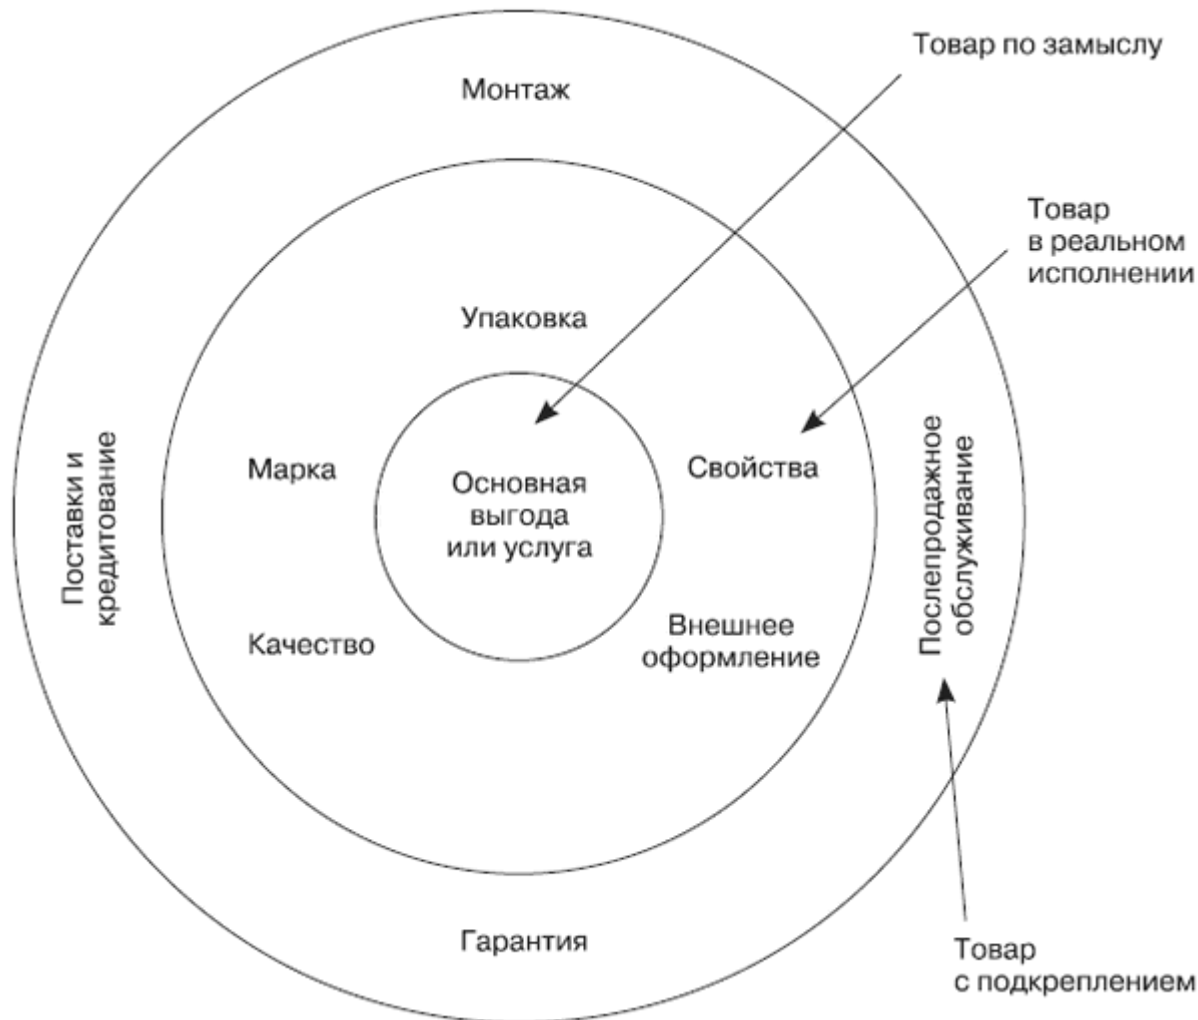 Товар по замыслу
Монтаж
Товар
в реальном
исполнении
Упаковка
Марка
Свойства
Основная
выгода
или услуга
Поставки и
кредитование
Послепродажное
обслуживание
Качество
Внешнее
оформление
Гарантия
Товар
с подкреплением